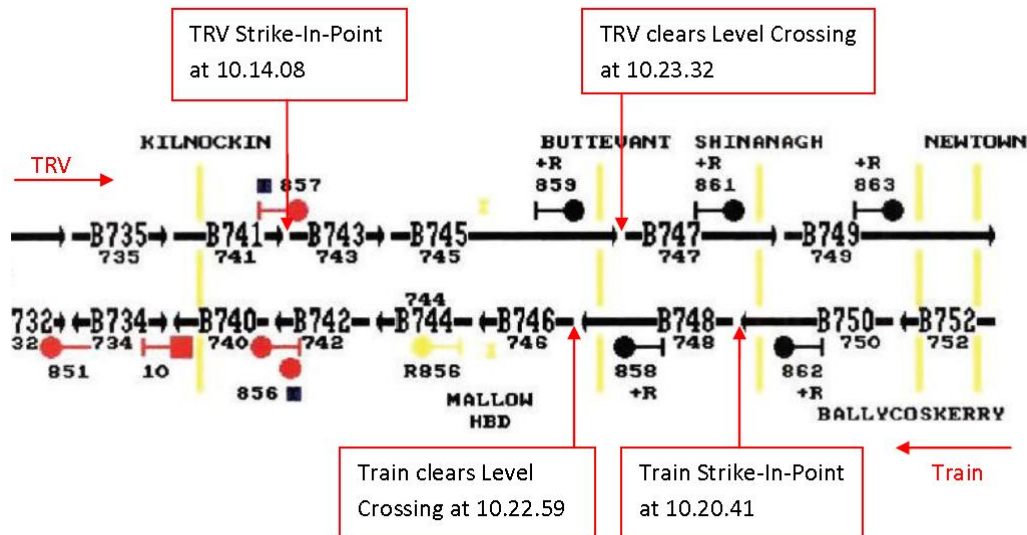 TRV Strike-In-Point
at 10.14.08
TRV clears Level Crossing
at 10.23.32
KILNOCKIN
BUTTEVANT
SHINANAGH
NEWTOWN
TRV
857
+R
859
+R
861
+R
863
B735
B741
B743
B745
B747
B749
735
741
743
745
747
749
744
732
B734
B740
B742
B744
B746
B748
B750
B752
32
734
740
742
746
748
750
752
851
10
856
R856
858
+R
862
+R
MALLOW
HBD
BALLYCOSKERRY
Train clears Level
Crossing at 10.22.59
Train Strike-In-Point
at 10.20.41
Train